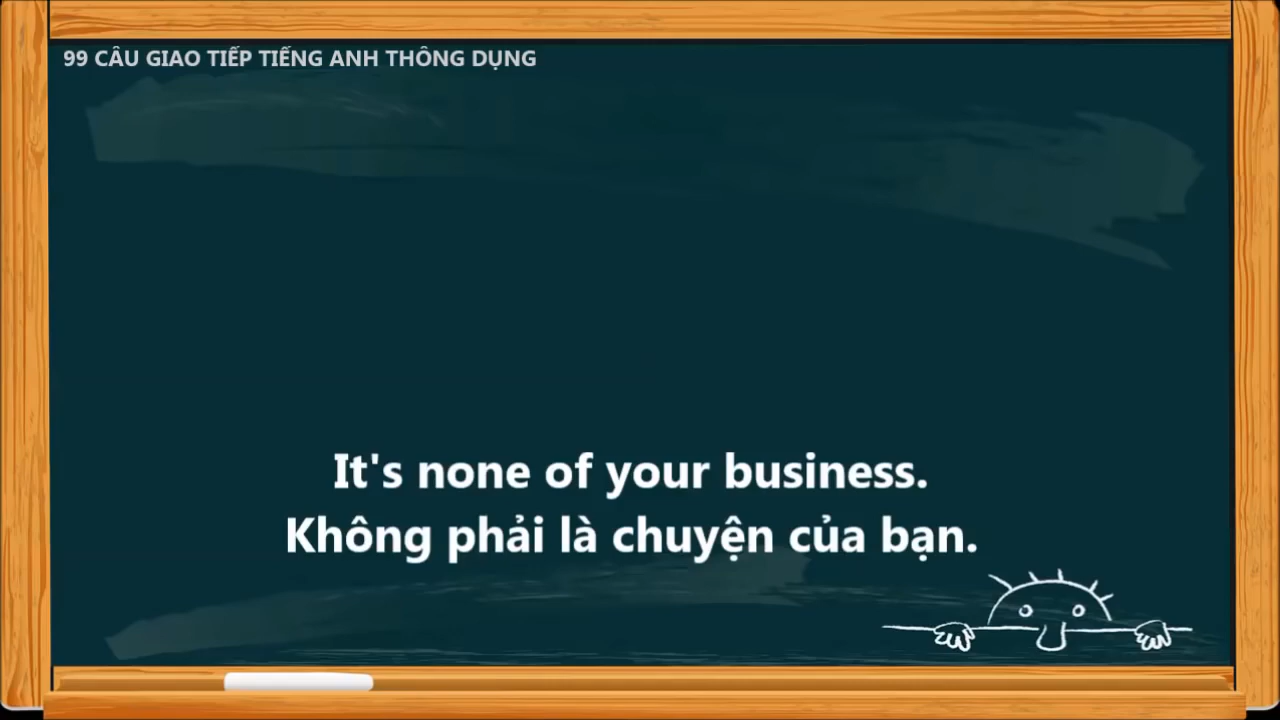 99 CÂU GIAO TIẾP TIẾNG ANH THÔNG DỤNG
It's none of your business.
Không phải là chuyện của bạn.